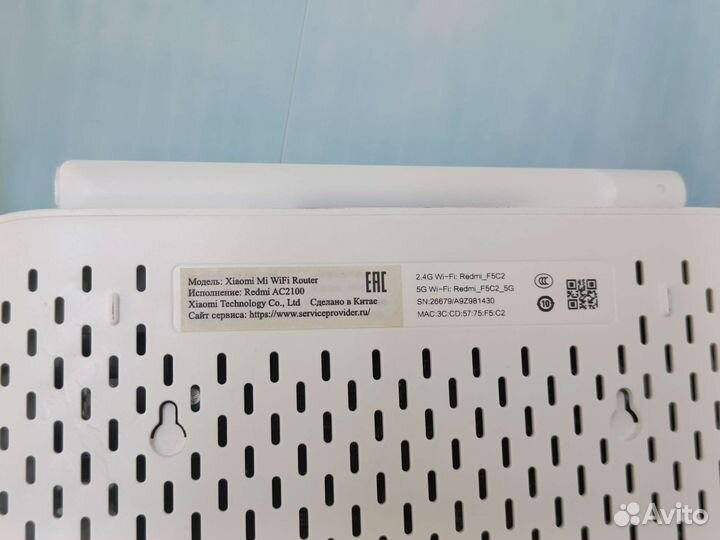 Модель: Xiaomi Mi WiFi Router
Исполнение: Redmi AC2100
Xiaomi Technology Co., Ltd Сделано в Китае
Сайт сервиса: https://www.serviceprovider.ru/
EAC
2.4G Wi-Fi: Redmi_F5C2
5G Wi-Fi: Redmi_F5C2_5G
SN:26679/A9Z981430
MAC:3C:CD:57:75:F5:C2
CCC
10
Avito